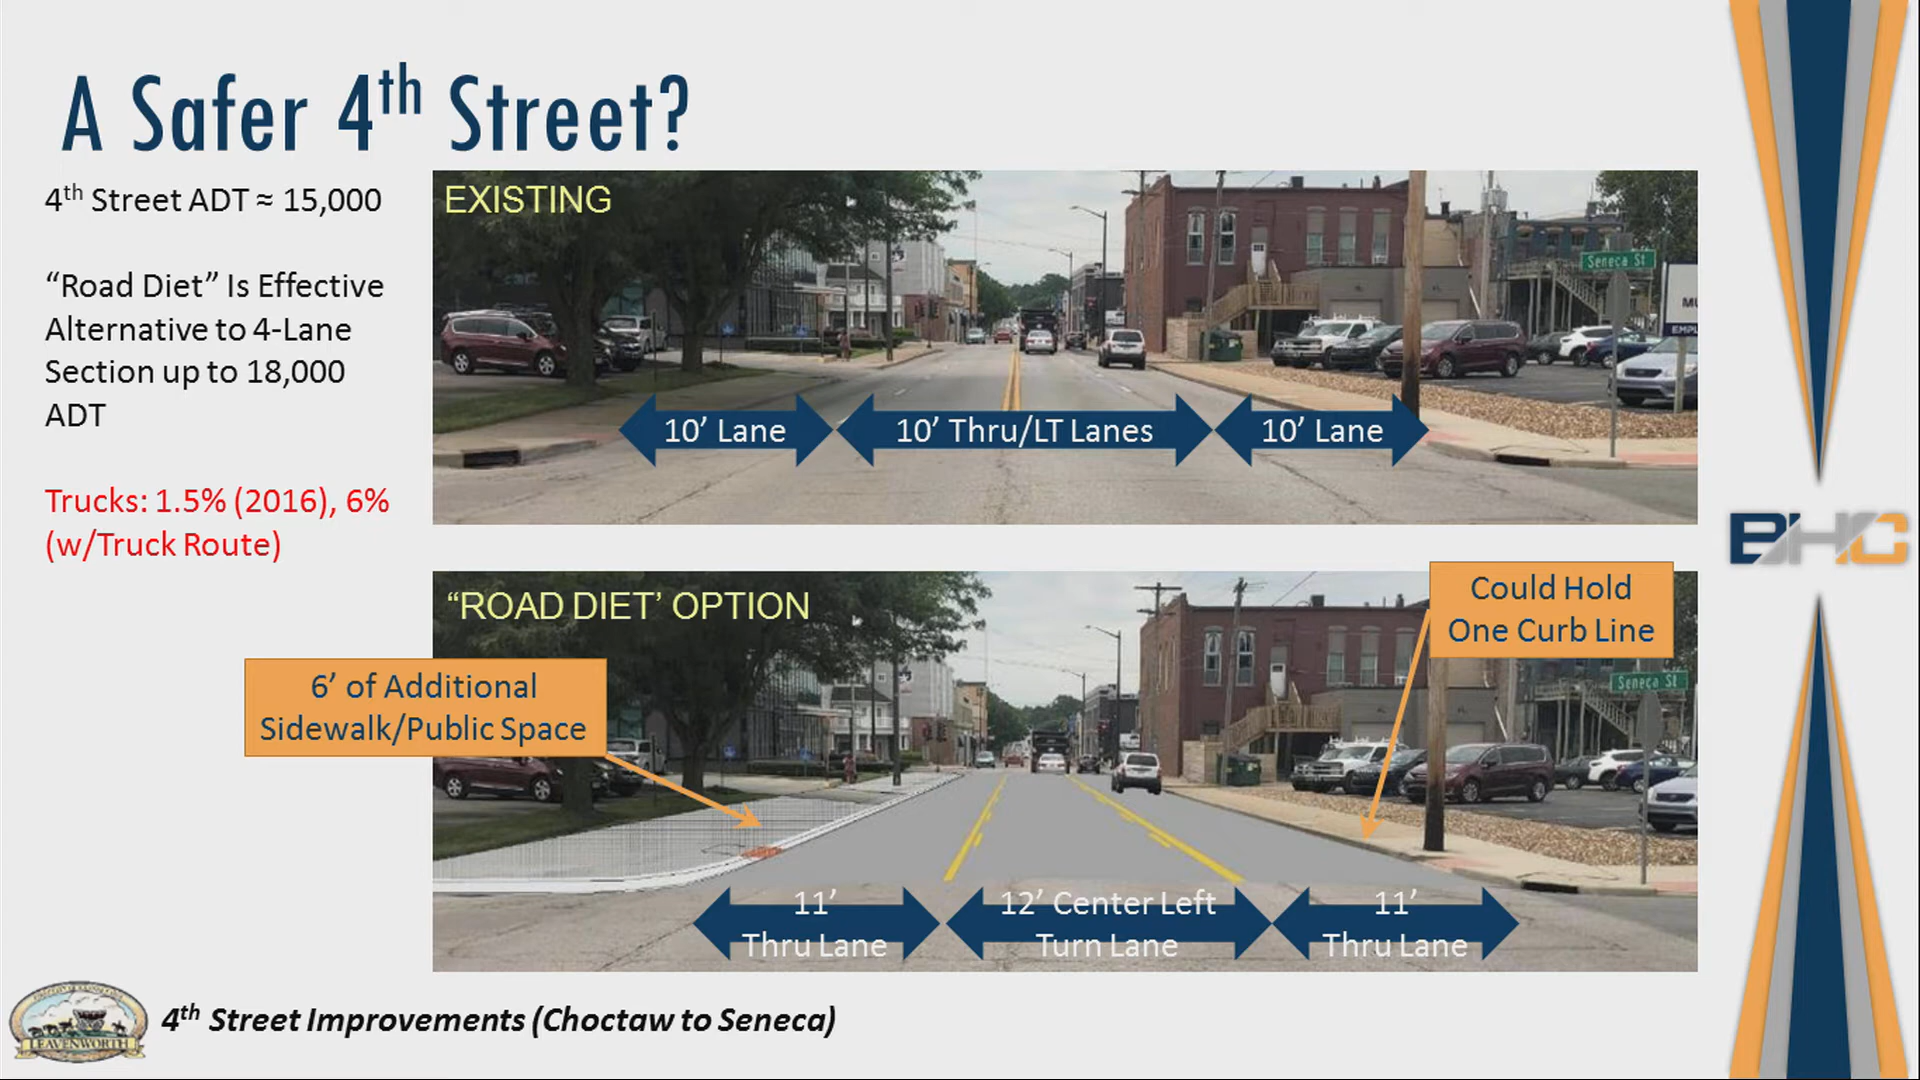 A Safer 4th Street?
4th Street ADT ≈ 15,000
“Road Diet” Is Effective
Alternative to 4-Lane
Section up to 18,000
ADT
Trucks: 1.5% (2016), 6%
(w/Truck Route)
EXISTING
Seneca St
10’ Lane
10’ Thru/LT Lanes
10’ Lane
BHC
“ROAD DIET’ OPTION
Could Hold
One Curb Line
6’ of Additional
Sidewalk/Public Space
Seneca St
11’
Thru Lane
12’ Center Left
Turn Lane
11’
Thru Lane
LEAVENWORTH
4th Street Improvements (Choctaw to Seneca)